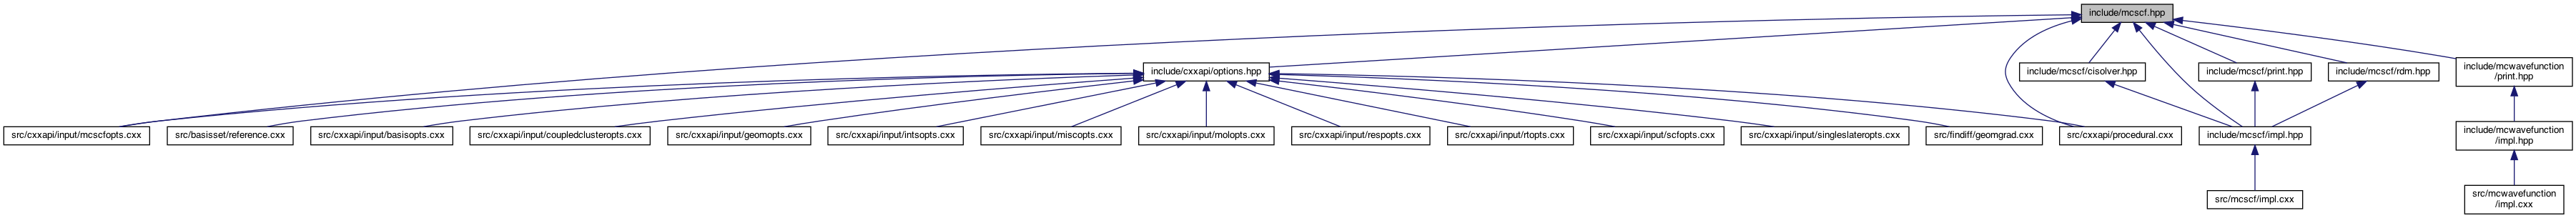 include/mcscf.hpp
include/cxxapi/options.hpp
include/mcscf/cisolver.hpp
include/mcscf/print.hpp
include/mcscf/rdm.hpp
include/mcwavefunction
/print.hpp
src/cxxapi/input/mcscfopts.cxx
src/basisset/reference.cxx
src/cxxapi/input/basisopts.cxx
src/cxxapi/input/coupledclusteropts.cxx
src/cxxapi/input/geomopts.cxx
src/cxxapi/input/intsopts.cxx
src/cxxapi/input/miscopts.cxx
src/cxxapi/input/molopts.cxx
src/cxxapi/input/respopts.cxx
src/cxxapi/input/rtopts.cxx
src/cxxapi/input/scfopts.cxx
src/cxxapi/input/singleslateropts.cxx
src/findiff/geomgrad.cxx
src/cxxapi/procedural.cxx
include/mcscf/impl.hpp
include/mcwavefunction
/impl.hpp
src/mcscf/impl.cxx
src/mcwavefunction
/impl.cxx